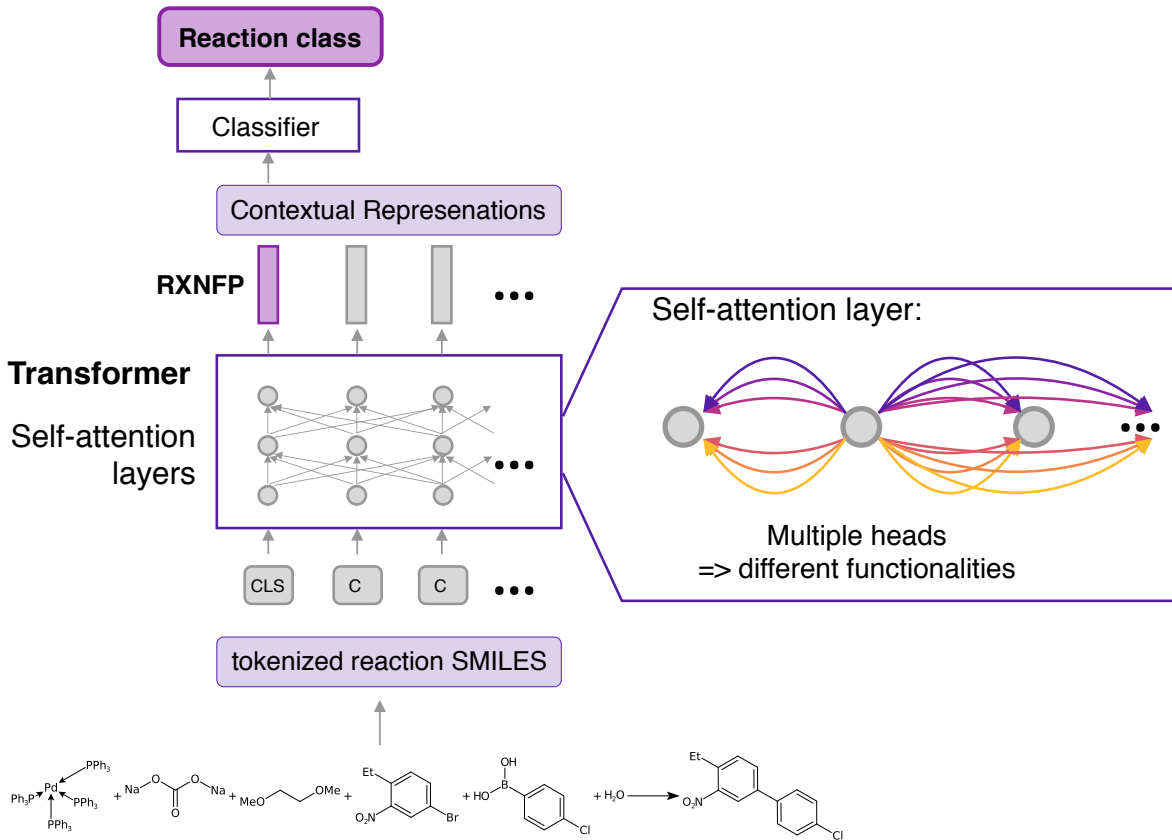 Reaction class
Classifier
Contextual Represenations
RXNFP
...
Self-attention layer:
Transformer
Self-attention
layers
...
...
Multiple heads
=> different functionalities
CLS C C ...
tokenized reaction SMILES
PPh₃
Pd
Ph₃P
PPh₃
PPh₃
+
Na O O Na
O
+
MeO OMe
+
Et
O₂N Br
+
OH
HO B
Cl
+ H₂O
Et
NO₂
Cl